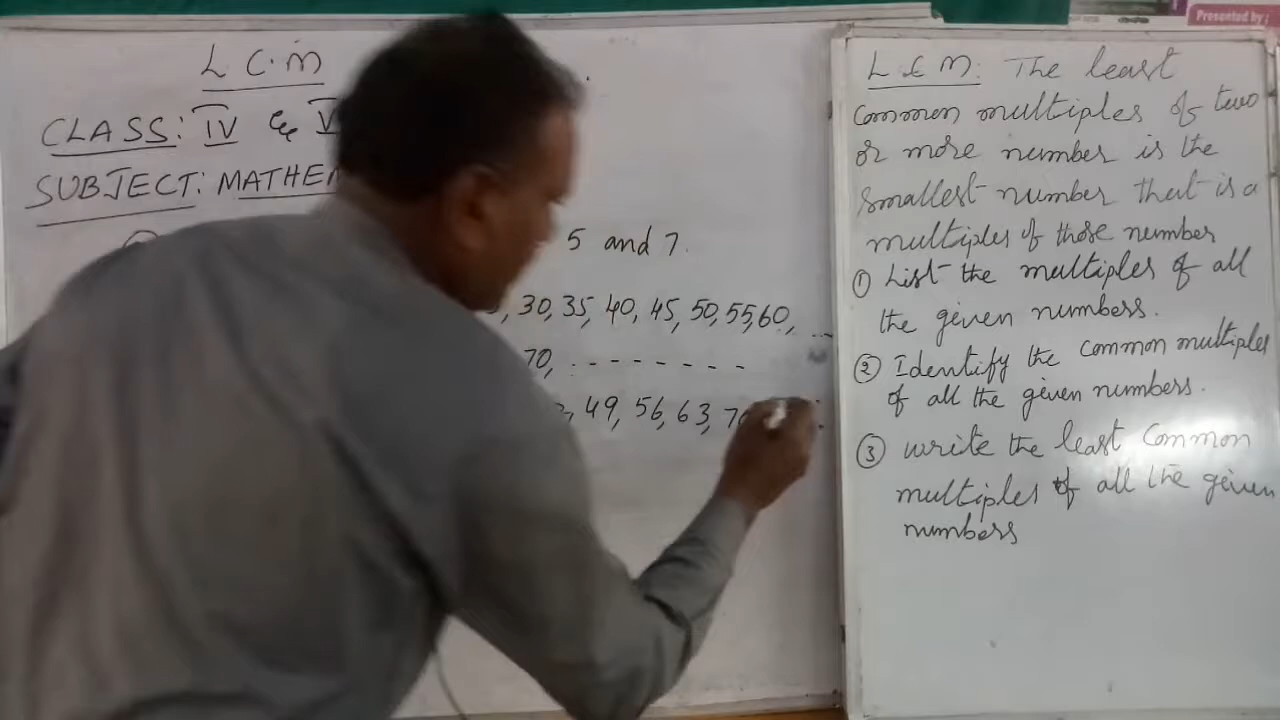 L C.M
CLASS: IV & V
SUBJECT: MATHE
5 and 7.
30, 35, 40, 45, 50, 55, 60, ...
70, . - - - - - - -
, 49, 56, 63, 7
L C M: The least
Common multiples of two
or more number is the
Smallest number that is a
multiples of those number
① List the multiples of all
the given numbers.
② Identify the common multiples
of all the given numbers.
③ write the least Common
multiples of all the given
numbers
Presented by :